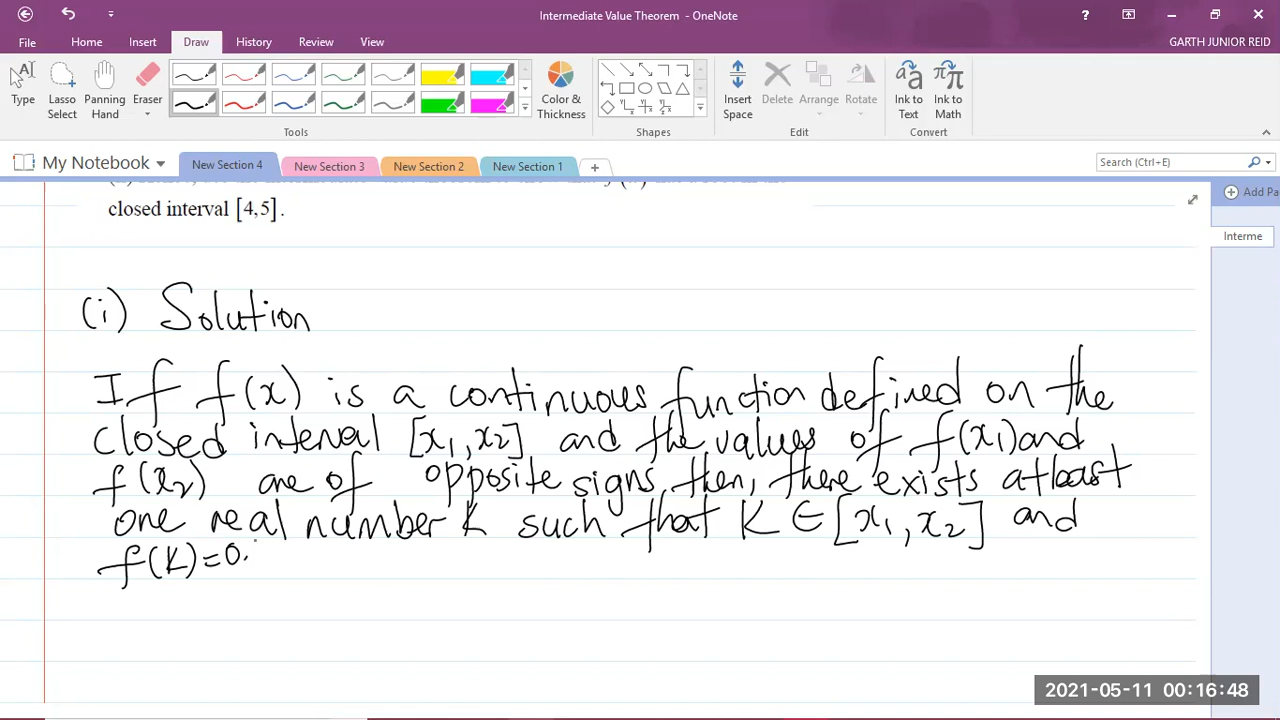 Intermediate Value Theorem - OneNote
File Home Insert Draw History Review View GARTH JUNIOR REID
Type Lasso Select Panning Hand Eraser Color & Thickness Insert Space Delete Arrange Rotate Ink to Text Ink to Math
Tools Shapes Edit Convert
My Notebook New Section 4 New Section 3 New Section 2 New Section 1 Search (Ctrl+E)
Add Pa
Interme
closed interval [4,5].
(i) Solution
If f(x) is a continuous function defined on the
closed interval [x₁, x₂] and the values of f(x₁) and
f(x₂) are of opposite signs then, there exists atleast
one real number k such that K ∈ [x₁, x₂] and
f(k)=0.
2021-05-11 00:16:48